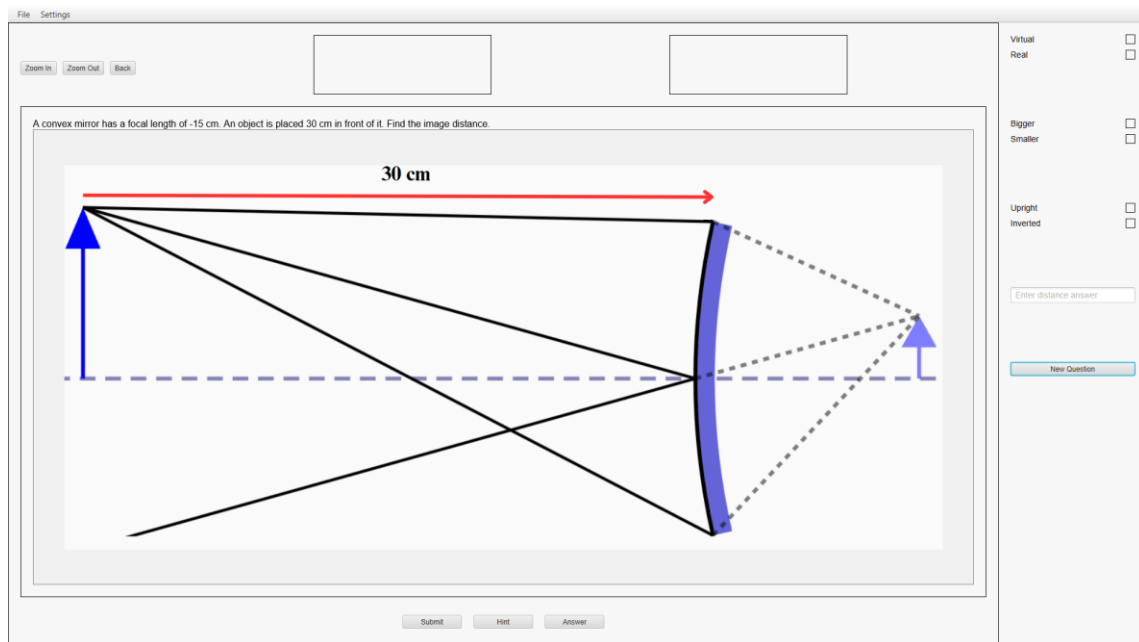 File Settings
Zoom In Zoom Out Back
A convex mirror has a focal length of -15 cm. An object is placed 30 cm in front of it. Find the image distance.
30 cm
Submit Hint Answer
Virtual
Real
Bigger
Smaller
Upright
Inverted
Enter distance answer
New Question